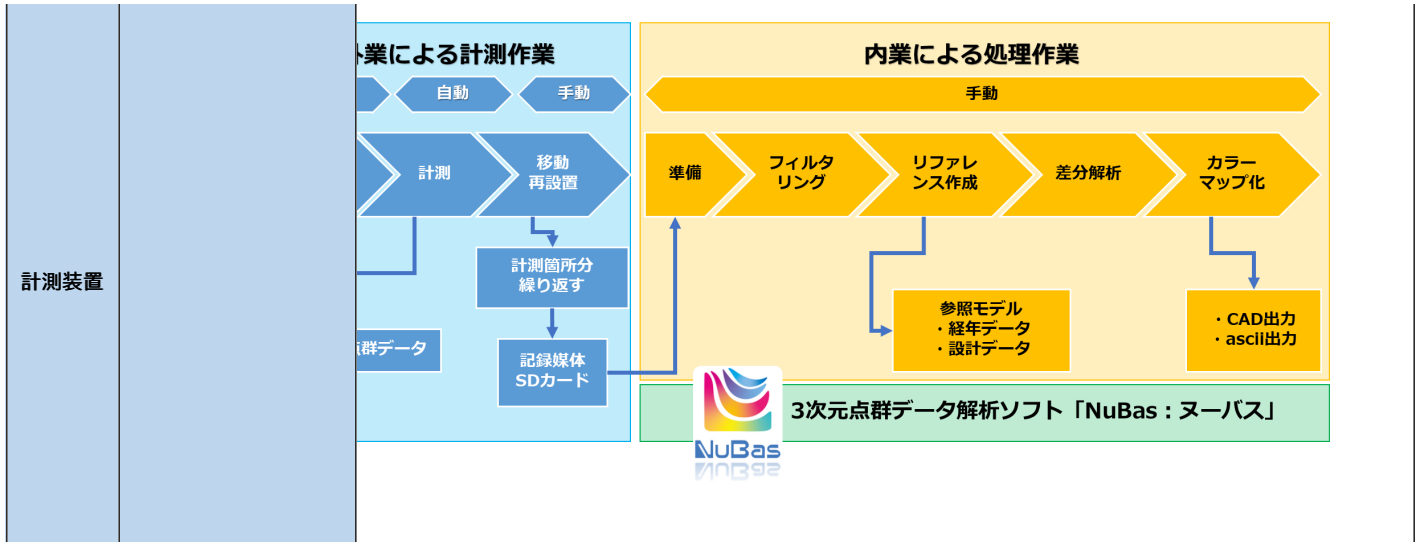 計測装置
業による計測作業
自動
手動
計測
移動
再設置
計測箇所分
繰り返す
群データ
記録媒体
SDカード
内業による処理作業
手動
準備
フィルタ
リング
リファレ
ンス作成
差分解析
カラー
マップ化
参照モデル
・経年データ
・設計データ
・CAD出力
・ascii出力
NuBas
3次元点群データ解析ソフト「NuBas：ヌーバス」